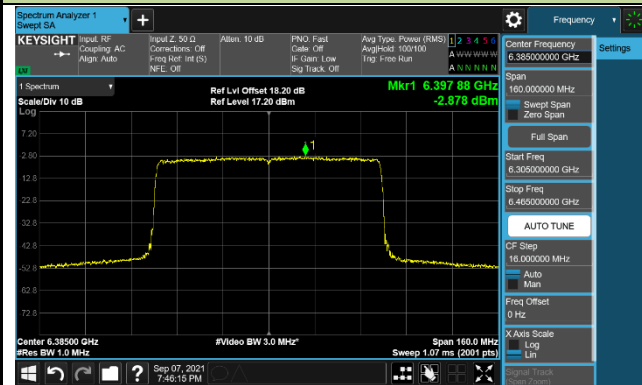 Spectrum Analyzer 1
Swept SA
Frequency
KEYSIGHT
Input: RF
Coupling: AC
Align: Auto
Input Z: 50 Ω
Corrections: Off
Freq Ref: Int (S)
NFE: Off
Atten: 10 dB
PNO: Fast
Gate: Off
IF Gain: Low
Sig Track: Off
Avg Type: Power (RMS)
Avg|Hold: 100/100
Trig: Free Run
1 2 3 4 5 6
A W W W W W
A N N N N N
LXI
Center Frequency
6.385000000 GHz
Settings
Span
160.000000 MHz
Swept Span
Zero Span
Full Span
Start Freq
6.305000000 GHz
Stop Freq
6.465000000 GHz
AUTO TUNE
CF Step
16.000000 MHz
Auto
Man
Freq Offset
0 Hz
X Axis Scale
Log
Lin
Signal Track
(Span Zoom)
1 Spectrum
Scale/Div 10 dB
Log
Ref Lvl Offset 18.20 dB
Ref Level 17.20 dBm
Mkr1 6.397 88 GHz
-2.878 dBm
1
7.20
-2.80
-12.8
-22.8
-32.8
-42.8
-52.8
-62.8
-72.8
Center 6.38500 GHz
#Res BW 1.0 MHz
#Video BW 3.0 MHz*
Span 160.0 MHz
Sweep 1.07 ms (2001 pts)
?
Sep 07, 2021
7:46:15 PM